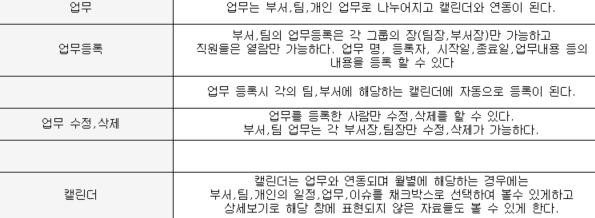 업무
업무는 부서,팀,개인 업무로 나누어지고 캘린더와 연동이 된다.
업무등록
부서,팀의 업무등록은 각 그룹의 장(팀장,부서장)만 가능하고
직원들은 열람만 가능하다. 업무 명, 등록자, 시작일,종료일,업무내용 등의
내용을 등록 할 수 있다
업무 등록시 각의 팀,부서에 해당하는 캘린더에 자동으로 등록이 된다.
업무 수정,삭제
업무를 등록한 사람만 수정,삭제를 할 수 있다.
부서,팀 업무는 각 부서장,팀장만 수정,삭제가 가능하다.
캘린더
캘린더는 업무와 연동되며 월별에 해당하는 경우에는
부서,팀,개인의 일정,업무,이슈를 채크박스로 선택하여 볼수 있게하고
상세보기로 해당 창에 표현되지 않은 자료들도 볼 수 있게 한다.